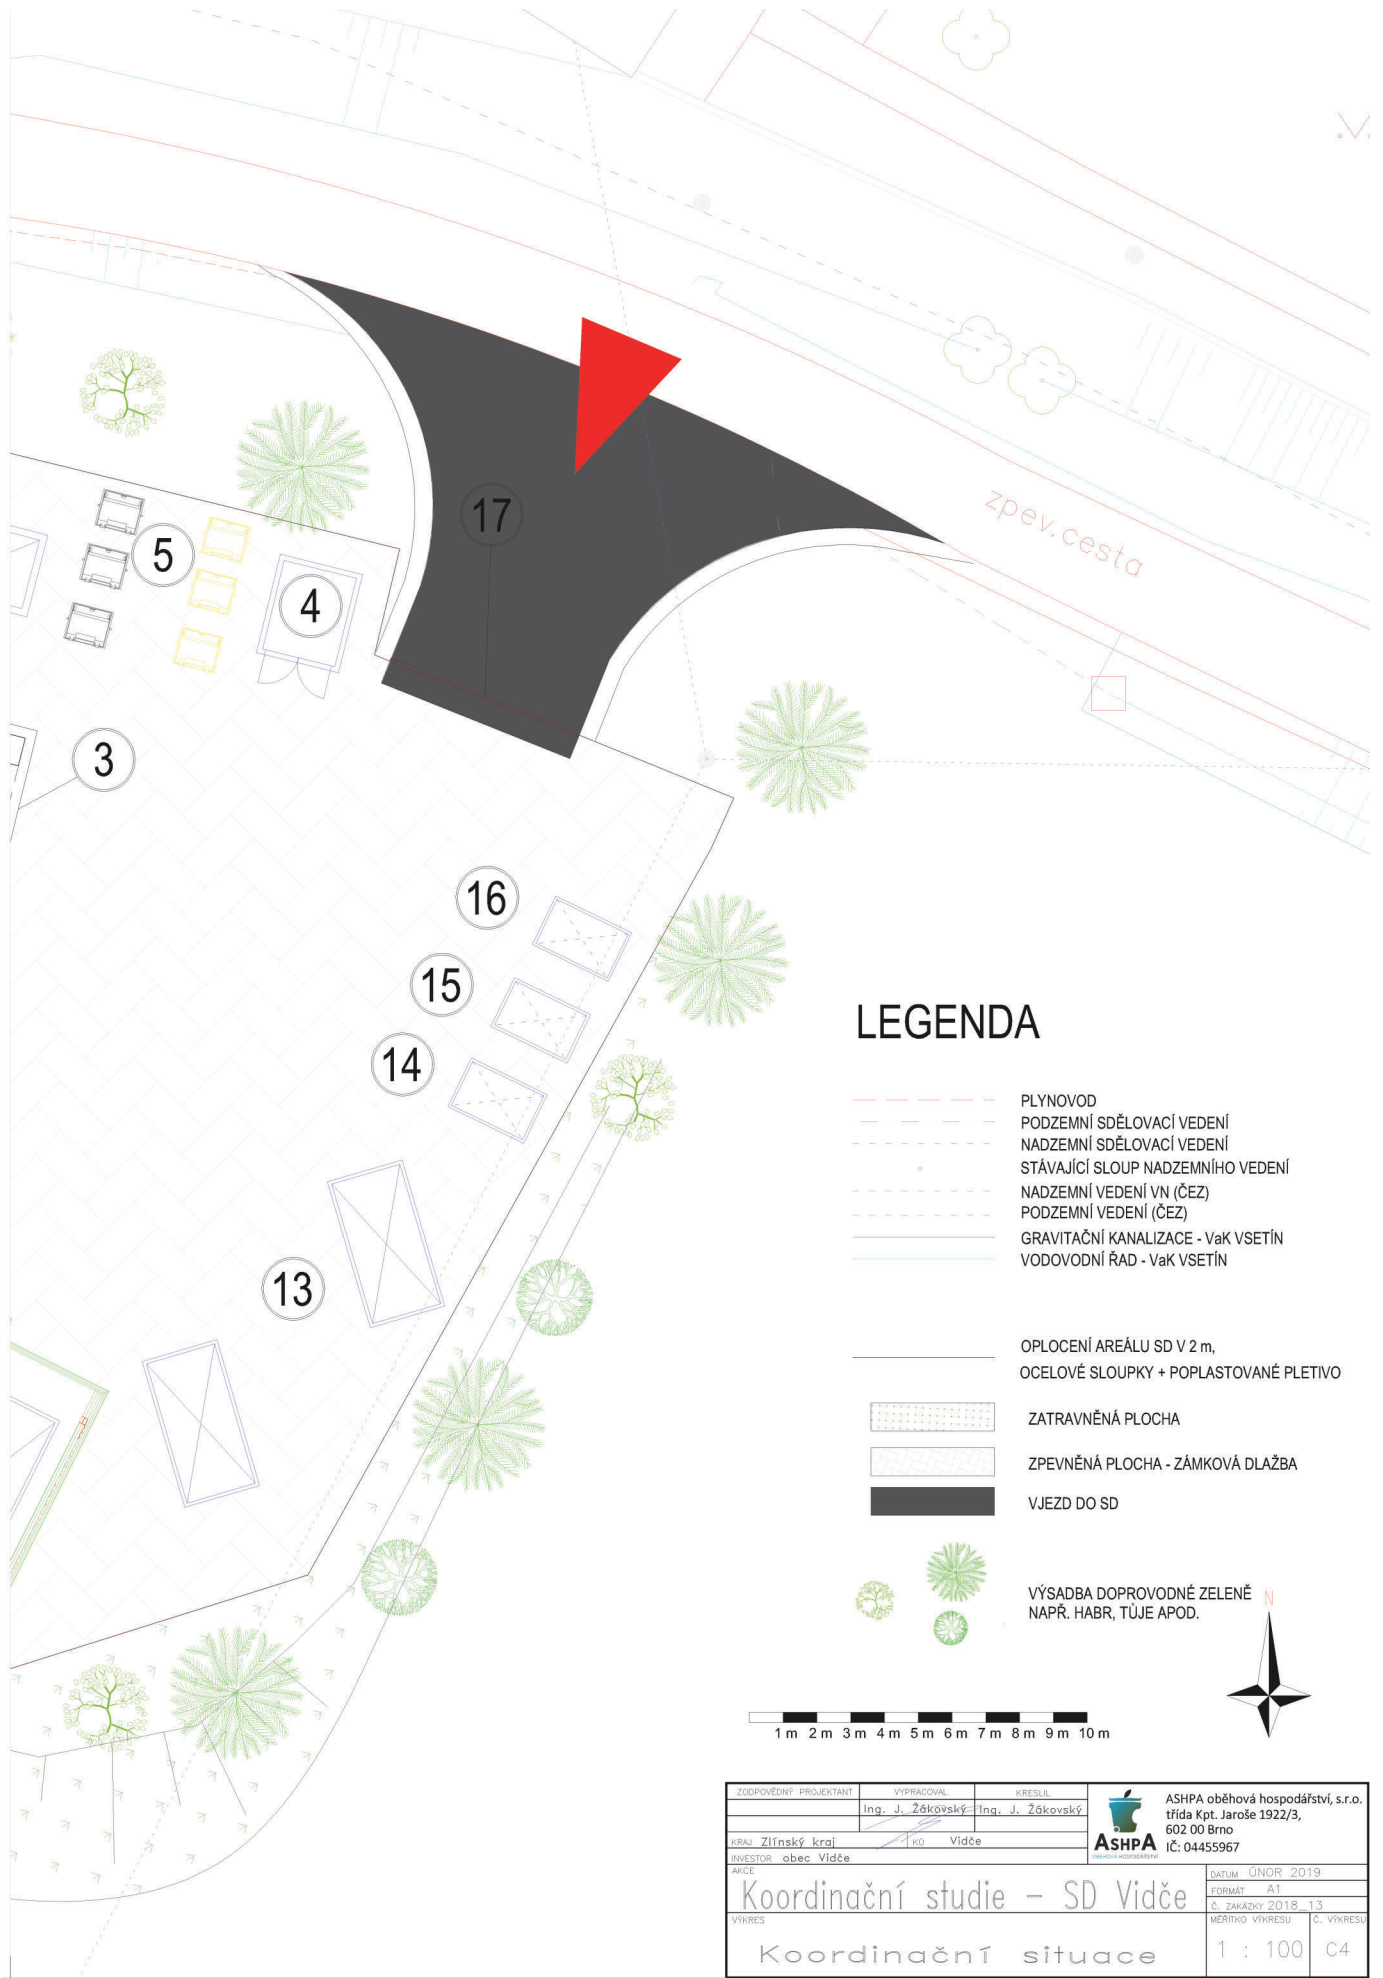 zpev.cesta
17
5
4
3
16
15
14
13
LEGENDA
PLYNOVOD
PODZEMNÍ SDĚLOVACÍ VEDENÍ
NADZEMNÍ SDĚLOVACÍ VEDENÍ
STÁVAJÍCÍ SLOUP NADZEMNÍHO VEDENÍ
NADZEMNÍ VEDENÍ VN (ČEZ)
PODZEMNÍ VEDENÍ (ČEZ)
GRAVITAČNÍ KANALIZACE - VaK VSETÍN
VODOVODNÍ ŘAD - VaK VSETÍN
OPLOCENÍ AREÁLU SD V 2 m,
OCELOVÉ SLOUPKY + POPLASTOVANÉ PLETIVO
ZATRAVNĚNÁ PLOCHA
ZPEVNĚNÁ PLOCHA - ZÁMKOVÁ DLAŽBA
VJEZD DO SD
VÝSADBA DOPROVODNÉ ZELENĚ
NAPŘ. HABR, TŮJE APOD.
N
1 m 2 m 3 m 4 m 5 m 6 m 7 m 8 m 9 m 10 m
ZODPOVĚDNÝ PROJEKTANT VYPRACOVAL KRESLIL
Ing. J. Žákovský Ing. J. Žákovský
KRAJ Zlínský kraj KÚ Vidče
INVESTOR obec Vidče
ASHPA
OBĚHOVÉ HOSPODÁŘSTVÍ
ASHPA oběhová hospodářství, s.r.o.
třída Kpt. Jaroše 1922/3,
602 00 Brno
IČ: 04455967
AKCE
Koordinační studie - SD Vidče
DATUM ÚNOR 2019
FORMÁT A1
Č. ZAKÁZKY 2018_13
VÝKRES
Koordinační situace
MĚŘÍTKO VÝKRESU Č. VÝKRESU
1 : 100 C4